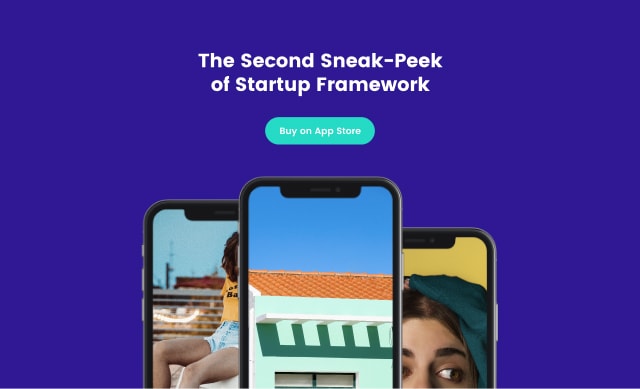 The Second Sneak-Peek
of Startup Framework
Buy on App Store